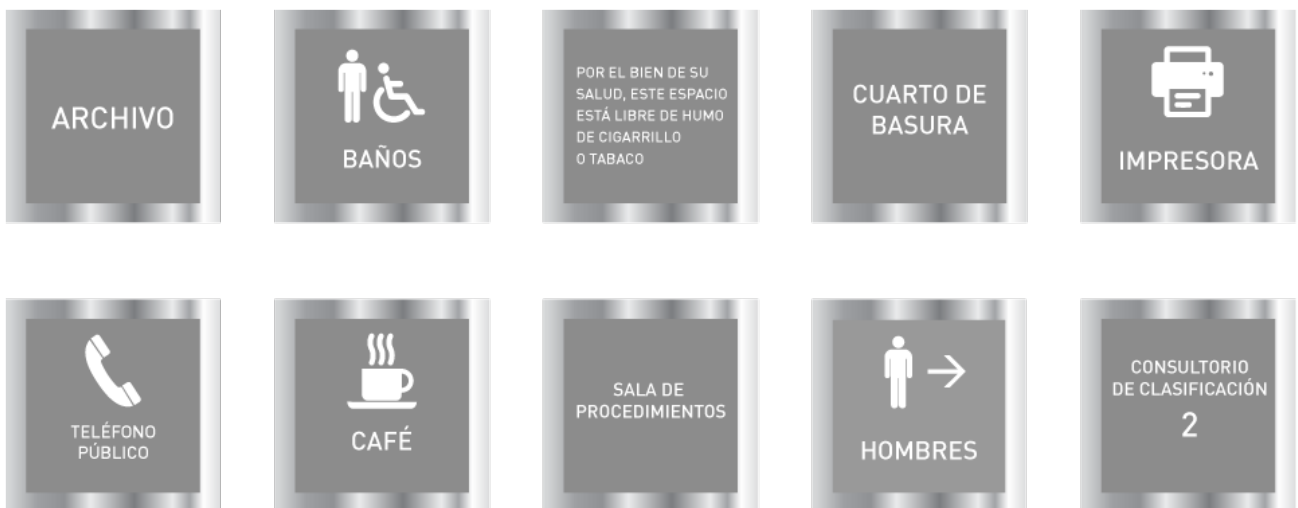 ARCHIVO
BAÑOS
POR EL BIEN DE SU
SALUD, ESTE ESPACIO
ESTÁ LIBRE DE HUMO
DE CIGARRILLO
O TABACO
CUARTO DE
BASURA
IMPRESORA
TELÉFONO
PÚBLICO
CAFÉ
SALA DE
PROCEDIMIENTOS
HOMBRES
CONSULTORIO
DE CLASIFICACIÓN
2